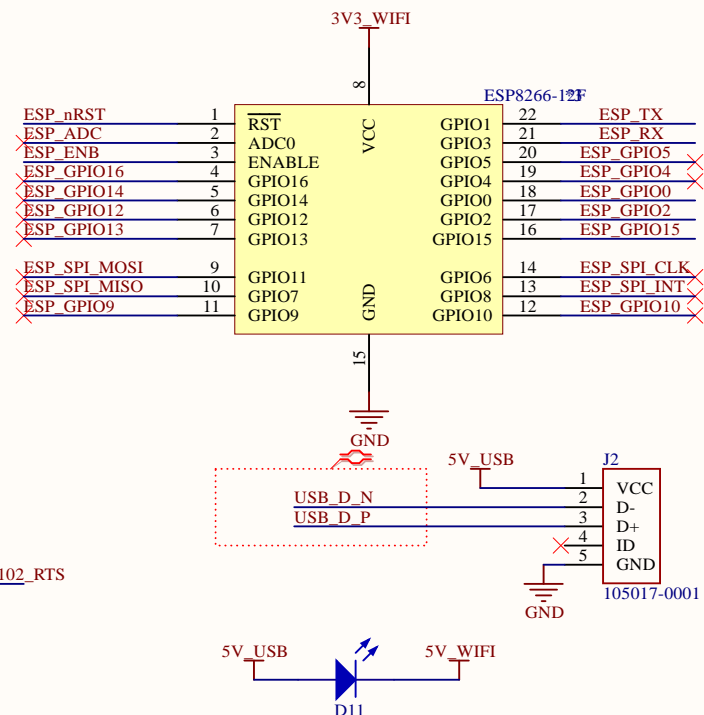 3V3_WIFI
8
ESP_nRST 1 RST VCC GPIO1 22 ESP_TX
ESP_ADC 2 ADC0 GPIO3 21 ESP_RX
ESP_ENB 3 ENABLE GPIO5 20 ESP_GPIO5
ESP_GPIO16 4 GPIO16 GPIO4 19 ESP_GPIO4
ESP_GPIO14 5 GPIO14 GPIO0 18 ESP_GPIO0
ESP_GPIO12 6 GPIO12 GPIO2 17 ESP_GPIO2
ESP_GPIO13 7 GPIO13 GPIO15 16 ESP_GPIO15
ESP_SPI_MOSI 9 GPIO11 GPIO6 14 ESP_SPI_CLK
ESP_SPI_MISO 10 GPIO7 GND GPIO8 13 ESP_SPI_INT
ESP_GPIO9 11 GPIO9 GPIO10 12 ESP_GPIO10
15
GND
5V_USB J2
1 VCC
USB_D_N 2 D-
USB_D_P 3 D+
4 ID
5 GND
102_RTS 105017-0001
GND
5V_USB 5V_WIFI
D11